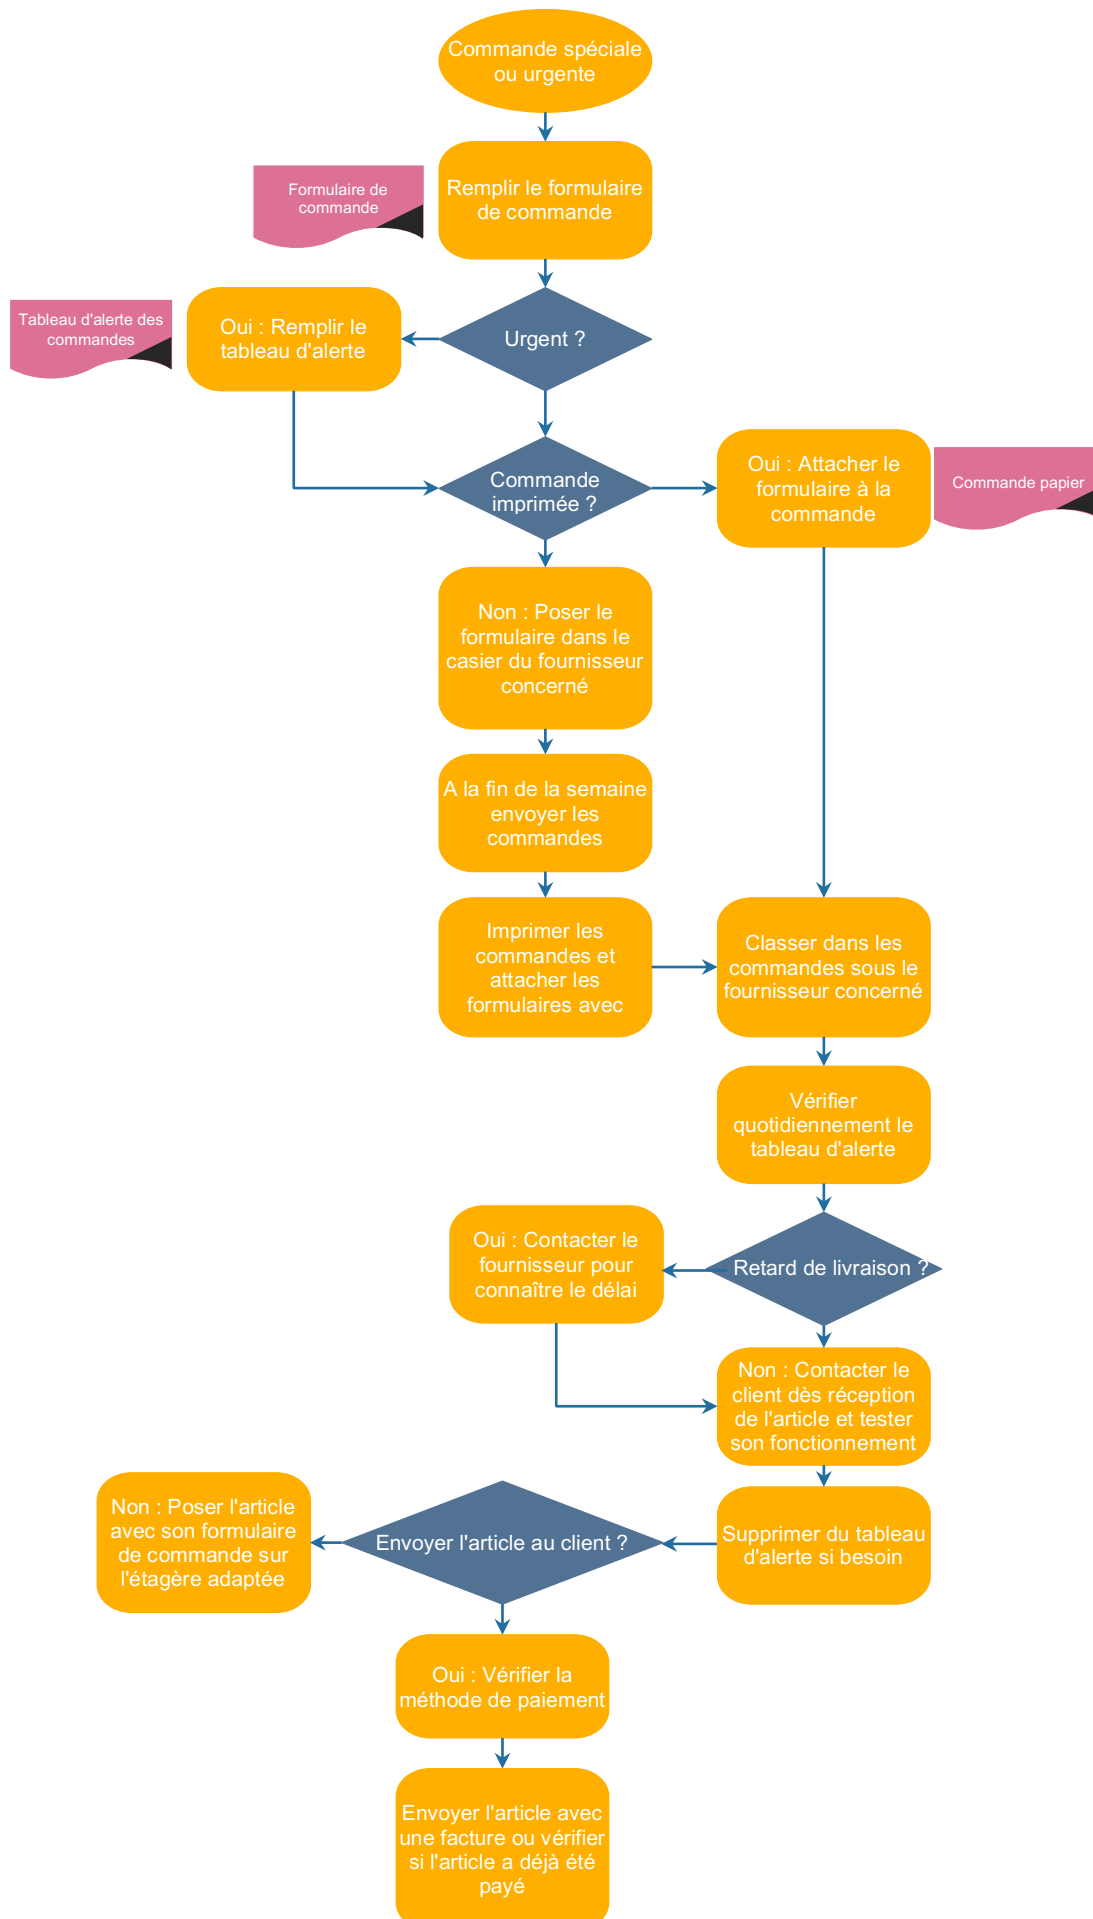 Commande spéciale
ou urgente
Formulaire de
commande
Remplir le formulaire
de commande
Tableau d'alerte des
commandes
Oui : Remplir le
tableau d'alerte
Urgent ?
Commande
imprimée ?
Oui : Attacher le
formulaire à la
commande
Commande papier
Non : Poser le
formulaire dans le
casier du fournisseur
concerné
A la fin de la semaine
envoyer les
commandes
Imprimer les
commandes et
attacher les
formulaires avec
Classer dans les
commandes sous le
fournisseur concerné
Vérifier
quotidiennement le
tableau d'alerte
Oui : Contacter le
fournisseur pour
connaître le délai
Retard de livraison ?
Non : Contacter le
client dès réception
de l'article et tester
son fonctionnement
Non : Poser l'article
avec son formulaire
de commande sur
l'étagère adaptée
Envoyer l'article au client ?
Supprimer du tableau
d'alerte si besoin
Oui : Vérifier la
méthode de paiement
Envoyer l'article avec
une facture ou vérifier
si l'article a déjà été
payé